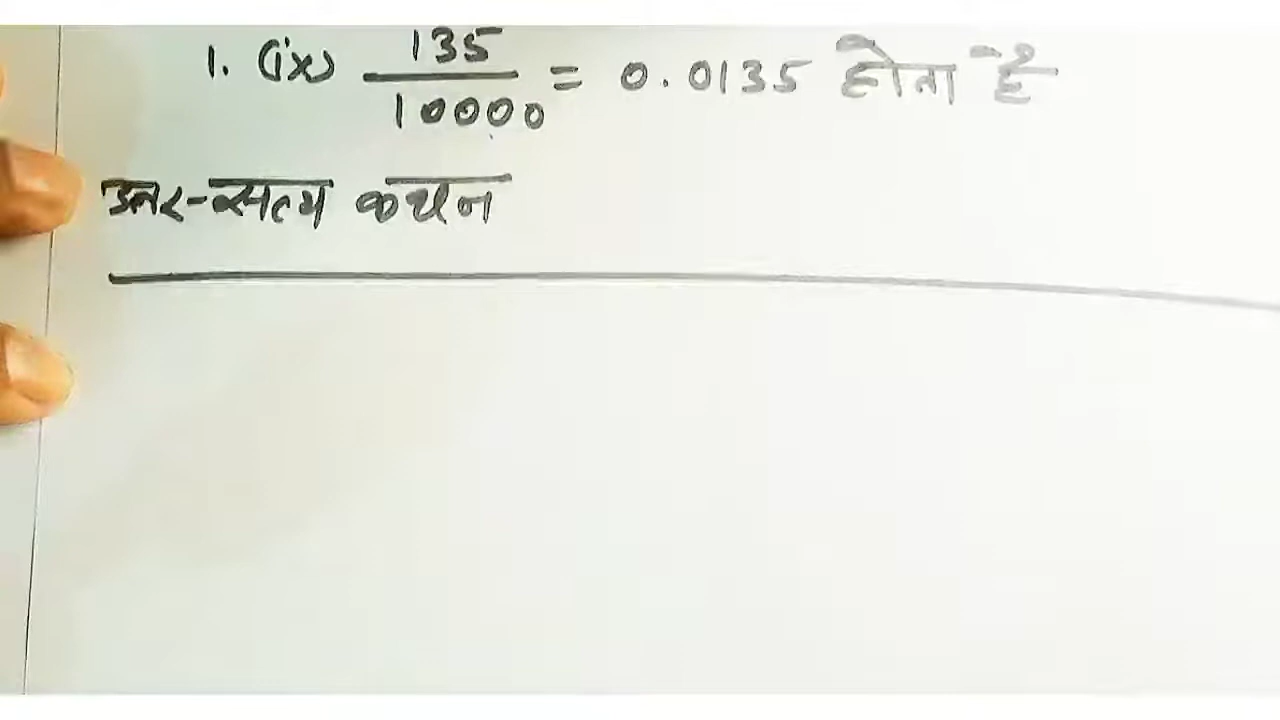 1. (ix) 135/10000 = 0.0135 होता है
उत्तर-सत्य कथन